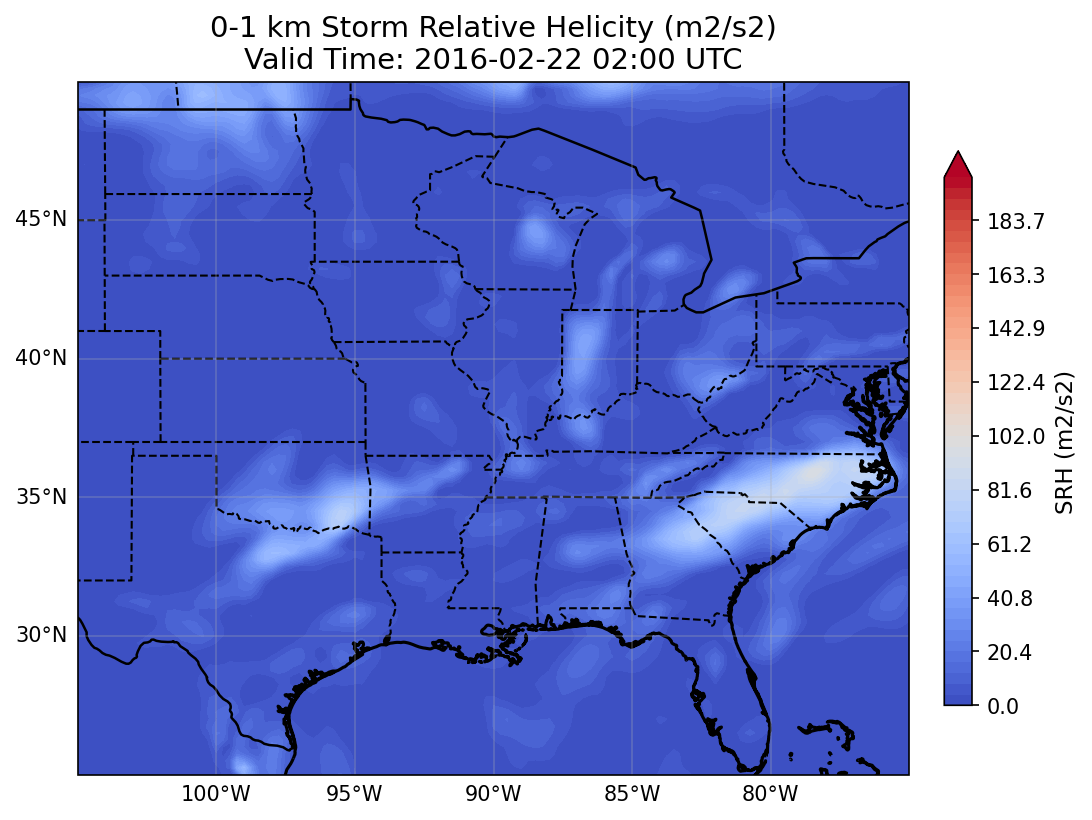 0-1 km Storm Relative Helicity (m2/s2)
Valid Time: 2016-02-22 02:00 UTC
45°N
40°N
35°N
30°N
100°W
95°W
90°W
85°W
80°W
183.7
163.3
142.9
122.4
102.0
81.6
61.2
40.8
20.4
0.0
SRH (m2/s2)